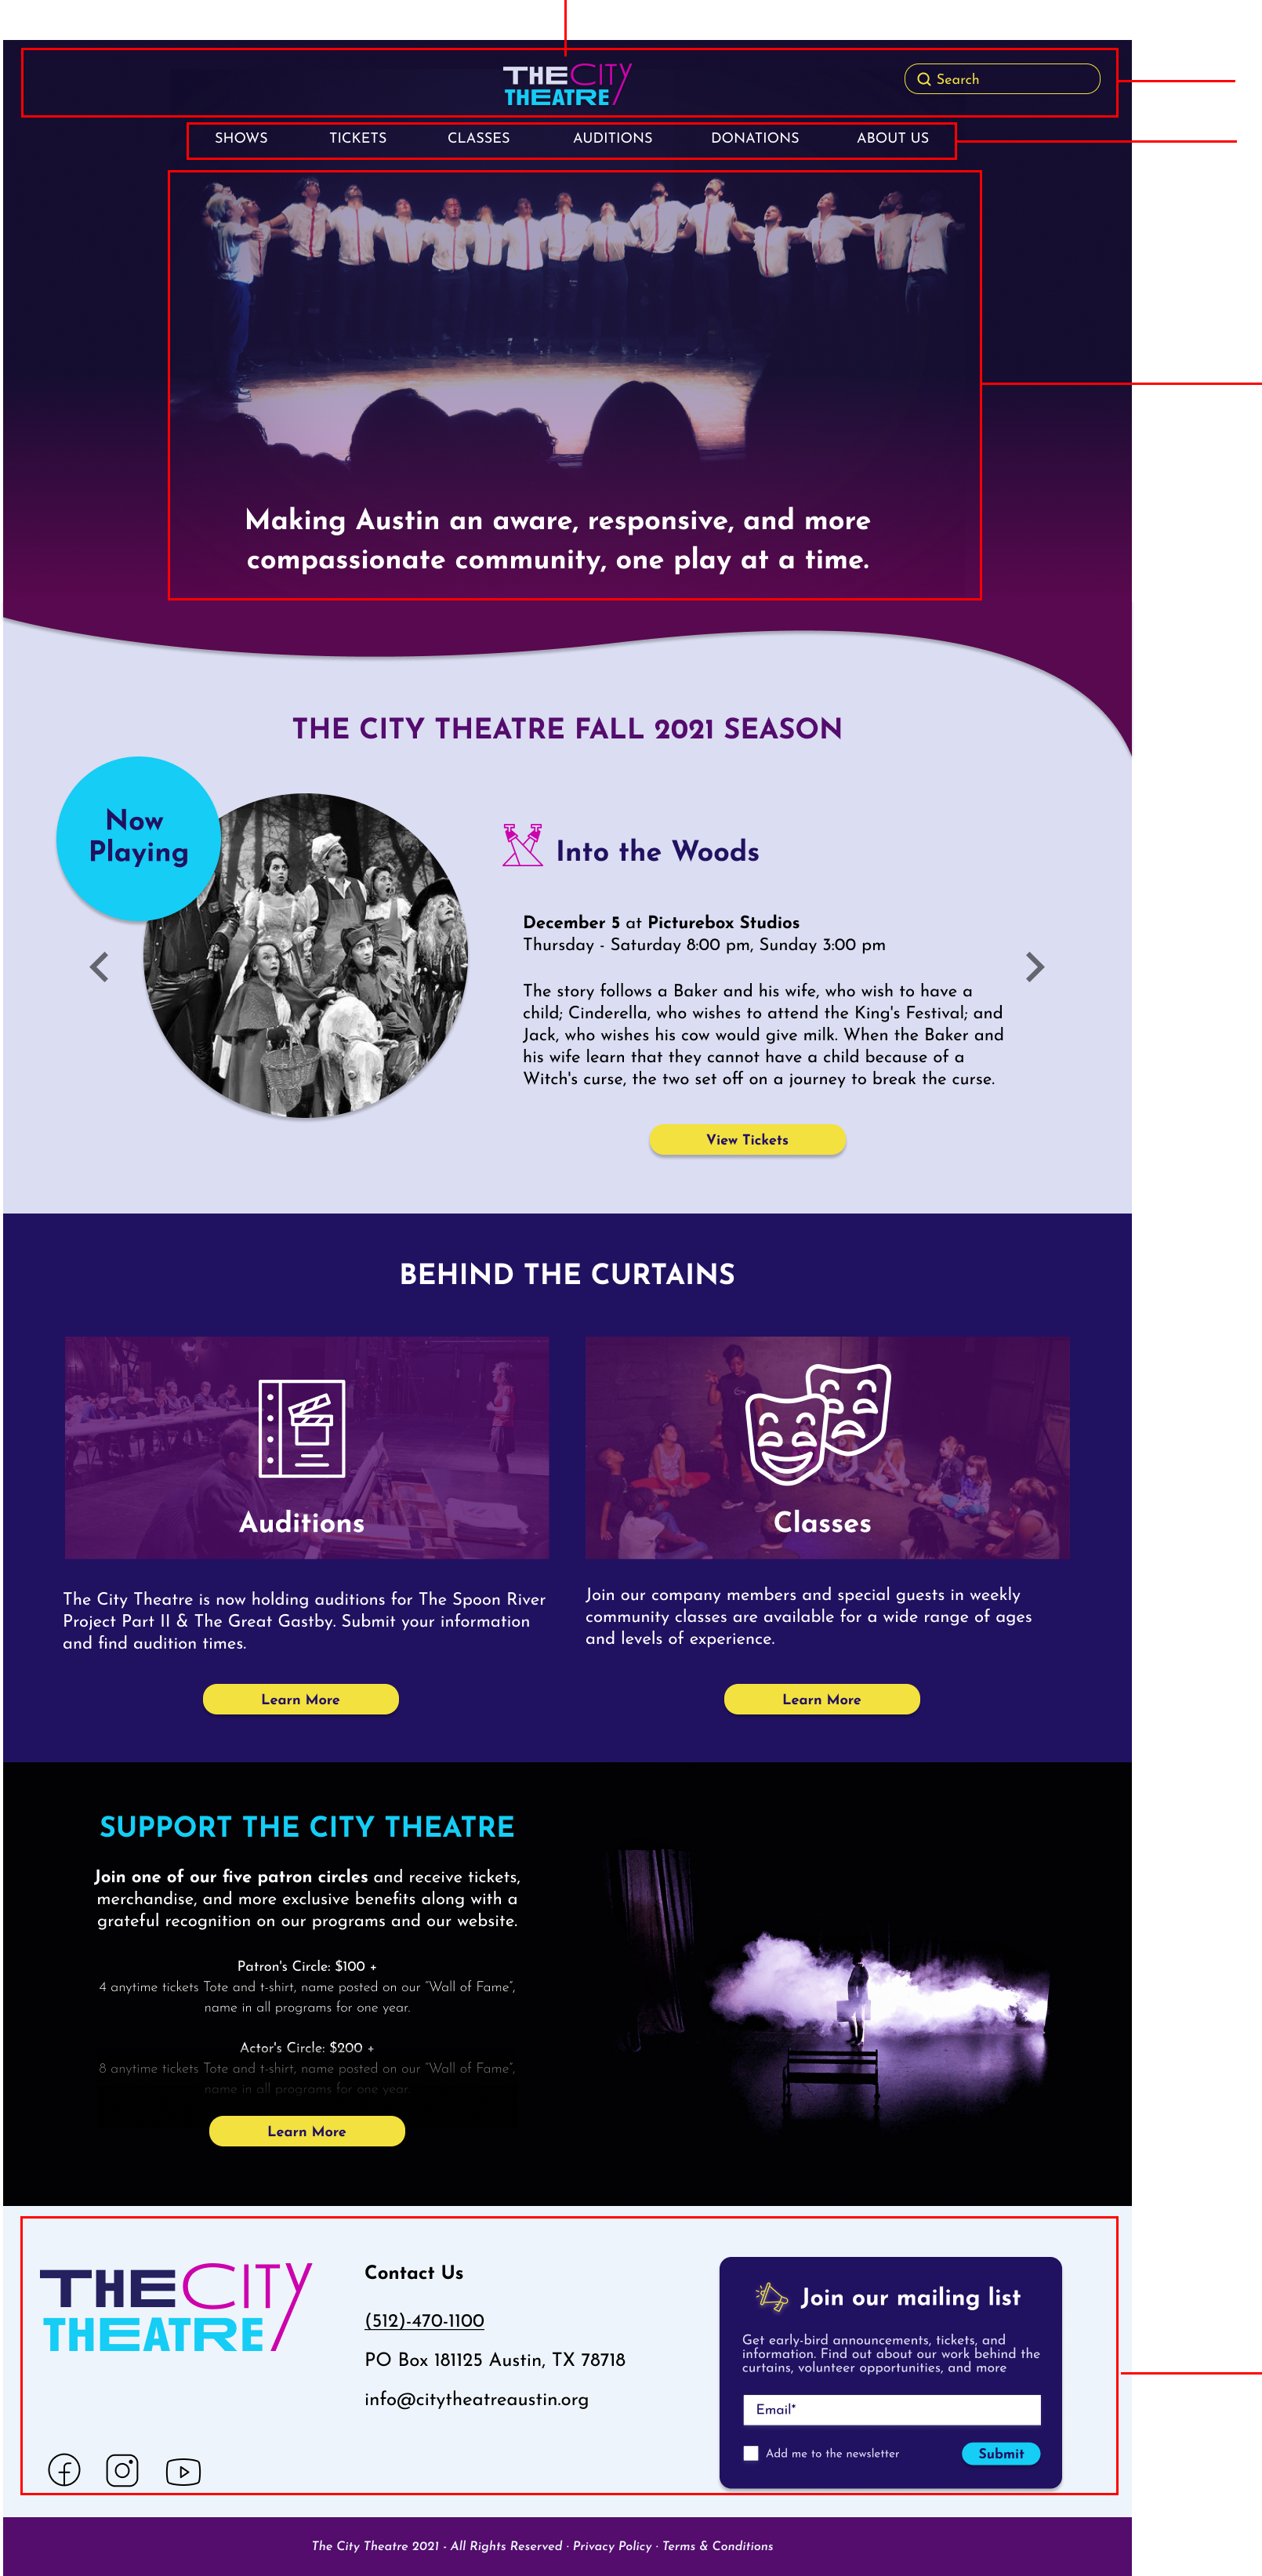 THE CITY
THEATRE
Search
SHOWS TICKETS CLASSES AUDITIONS DONATIONS ABOUT US
Making Austin an aware, responsive, and more
compassionate community, one play at a time.
THE CITY THEATRE FALL 2021 SEASON
Now
Playing
Into the Woods
December 5 at Picturebox Studios
Thursday - Saturday 8:00 pm, Sunday 3:00 pm
The story follows a Baker and his wife, who wish to have a
child; Cinderella, who wishes to attend the King's Festival; and
Jack, who wishes his cow would give milk. When the Baker and
his wife learn that they cannot have a child because of a
Witch's curse, the two set off on a journey to break the curse.
View Tickets
BEHIND THE CURTAINS
Auditions
The City Theatre is now holding auditions for The Spoon River
Project Part II & The Great Gastby. Submit your information
and find audition times.
Learn More
Classes
Join our company members and special guests in weekly
community classes are available for a wide range of ages
and levels of experience.
Learn More
SUPPORT THE CITY THEATRE
Join one of our five patron circles and receive tickets,
merchandise, and more exclusive benefits along with a
grateful recognition on our programs and our website.
Patron's Circle: $100 +
4 anytime tickets Tote and t-shirt, name posted on our "Wall of Fame",
name in all programs for one year.
Actor's Circle: $200 +
8 anytime tickets Tote and t-shirt, name posted on our "Wall of Fame",
name in all programs for one year.
Learn More
THE CITY
THEATRE
Contact Us
(512)-470-1100
PO Box 181125 Austin, TX 78718
info@citytheatreaustin.org
Join our mailing list
Get early-bird announcements, tickets, and
information. Find out about our work behind the
curtains, volunteer opportunities, and more
Email*
Add me to the newsletter
Submit
The City Theatre 2021 - All Rights Reserved · Privacy Policy · Terms & Conditions